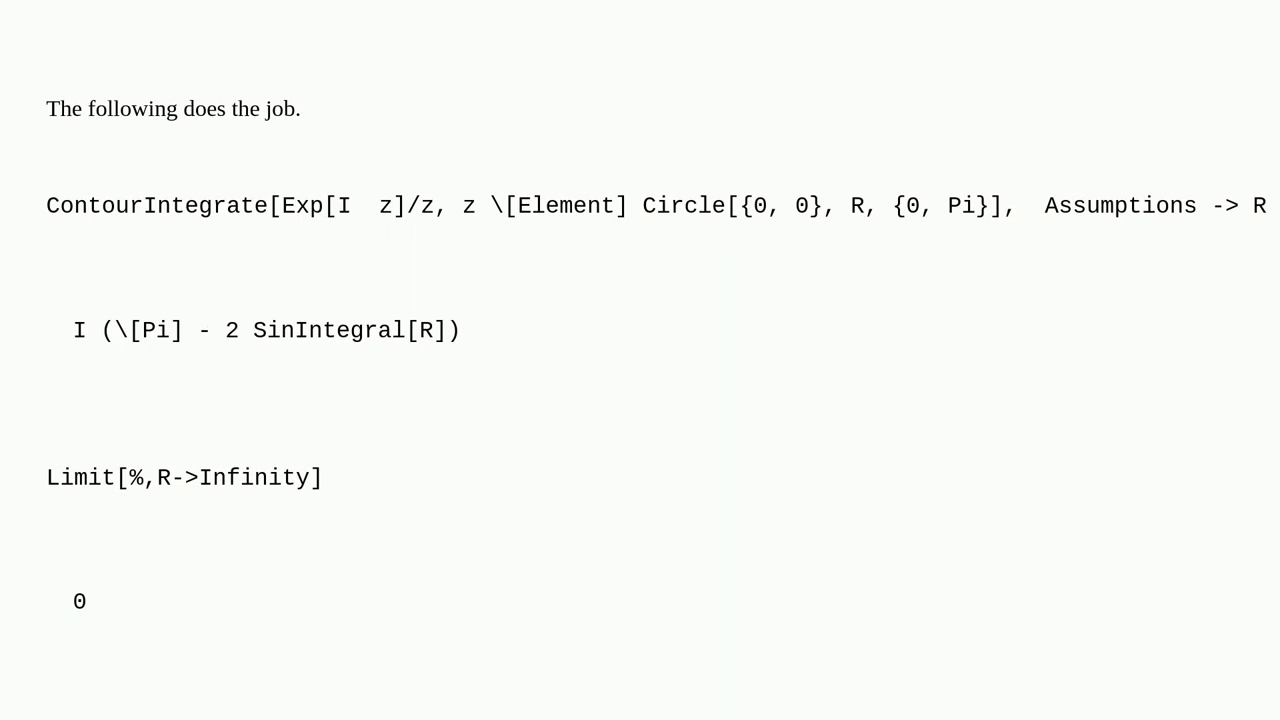 The following does the job.
ContourIntegrate[Exp[I  z]/z, z \[Element] Circle[{0, 0}, R, {0, Pi}],  Assumptions -> R
I (\[Pi] - 2 SinIntegral[R])
Limit[%,R->Infinity]
0